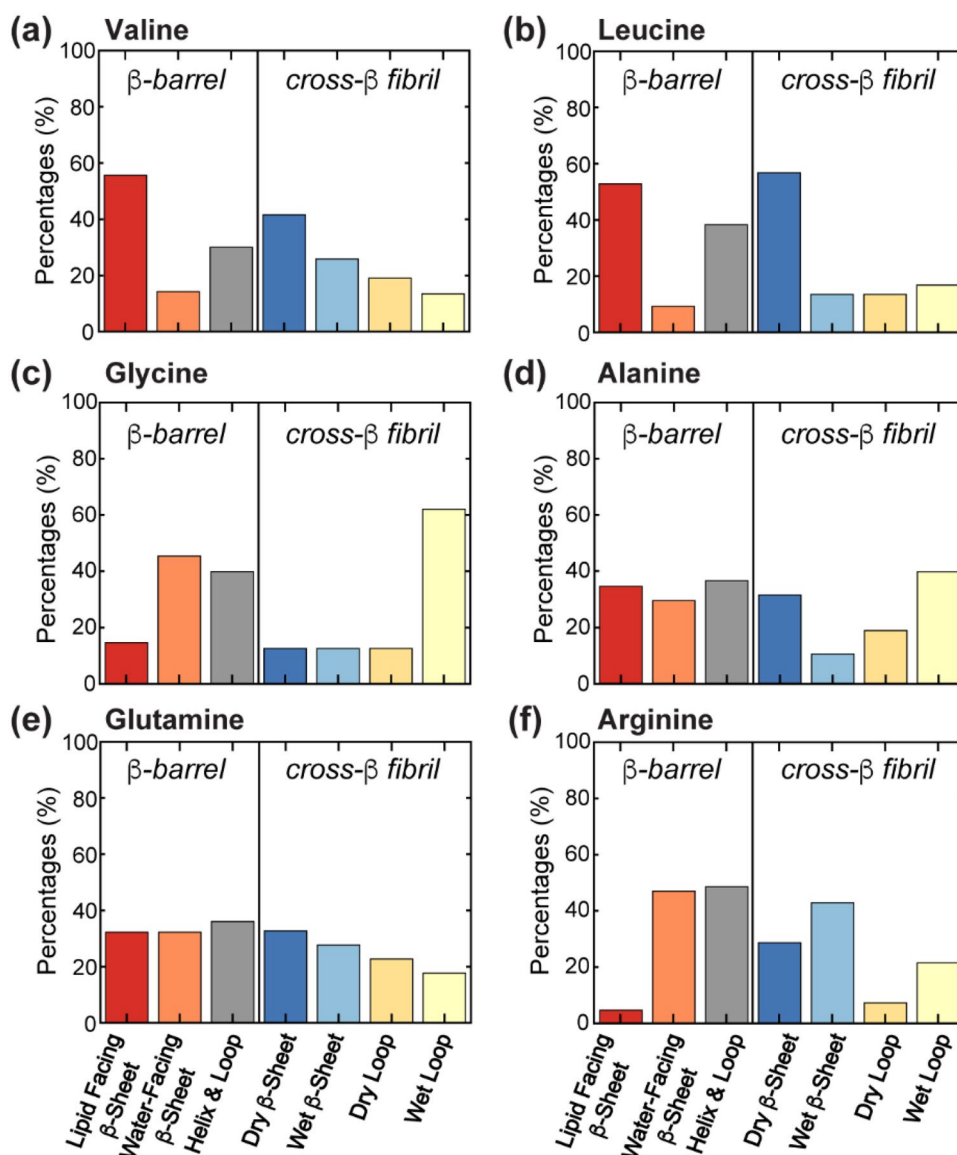 (a) Valine
(b) Leucine
Percentages (%)
100
80
60
40
20
0
β-barrel
cross-β fibril
Percentages (%)
100
80
60
40
20
0
β-barrel
cross-β fibril
(c) Glycine
(d) Alanine
Percentages (%)
100
80
60
40
20
0
β-barrel
cross-β fibril
Percentages (%)
100
80
60
40
20
0
β-barrel
cross-β fibril
(e) Glutamine
(f) Arginine
Percentages (%)
100
80
60
40
20
0
β-barrel
cross-β fibril
Percentages (%)
100
80
60
40
20
0
β-barrel
cross-β fibril
Lipid Facing
β-Sheet
Water-Facing
β-Sheet
Helix & Loop
Dry β-Sheet
Wet β-Sheet
Dry Loop
Wet Loop
Lipid Facing
β-Sheet
Water-Facing
β-Sheet
Helix & Loop
Dry β-Sheet
Wet β-Sheet
Dry Loop
Wet Loop